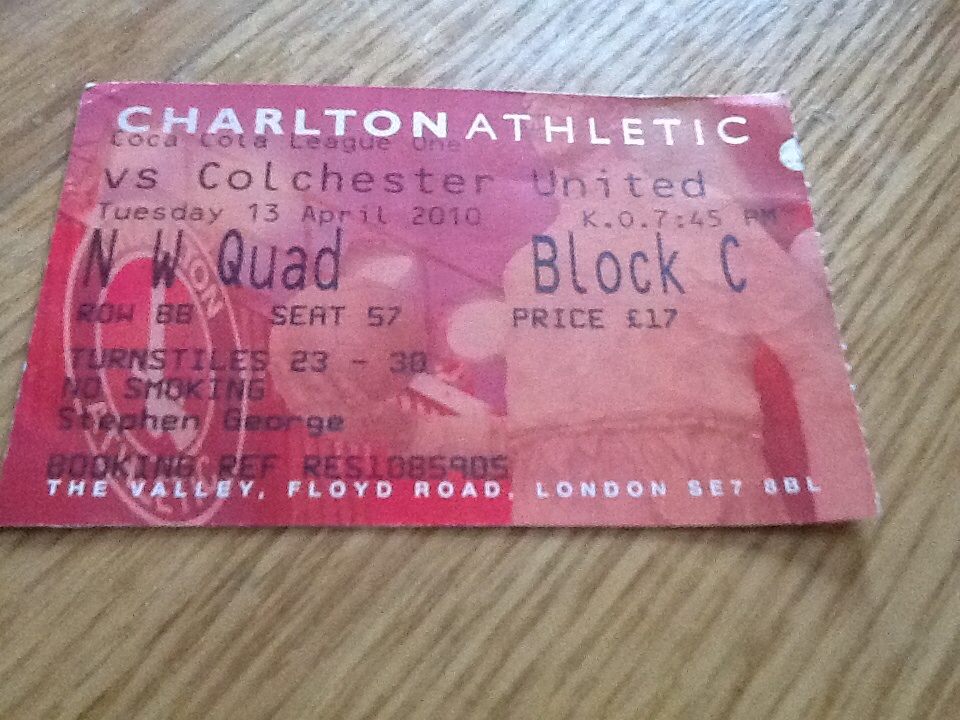 CHARLTON ATHLETIC
Coca Cola League One
vs Colchester United
Tuesday 13 April 2010 K.O.7:45 PM
N W Quad Block C
ROW BB SEAT 57 PRICE £17
TURNSTILES 23 - 30
NO SMOKING
Stephen George
BOOKING REF RES1085905
THE VALLEY, FLOYD ROAD, LONDON SE7 8BL